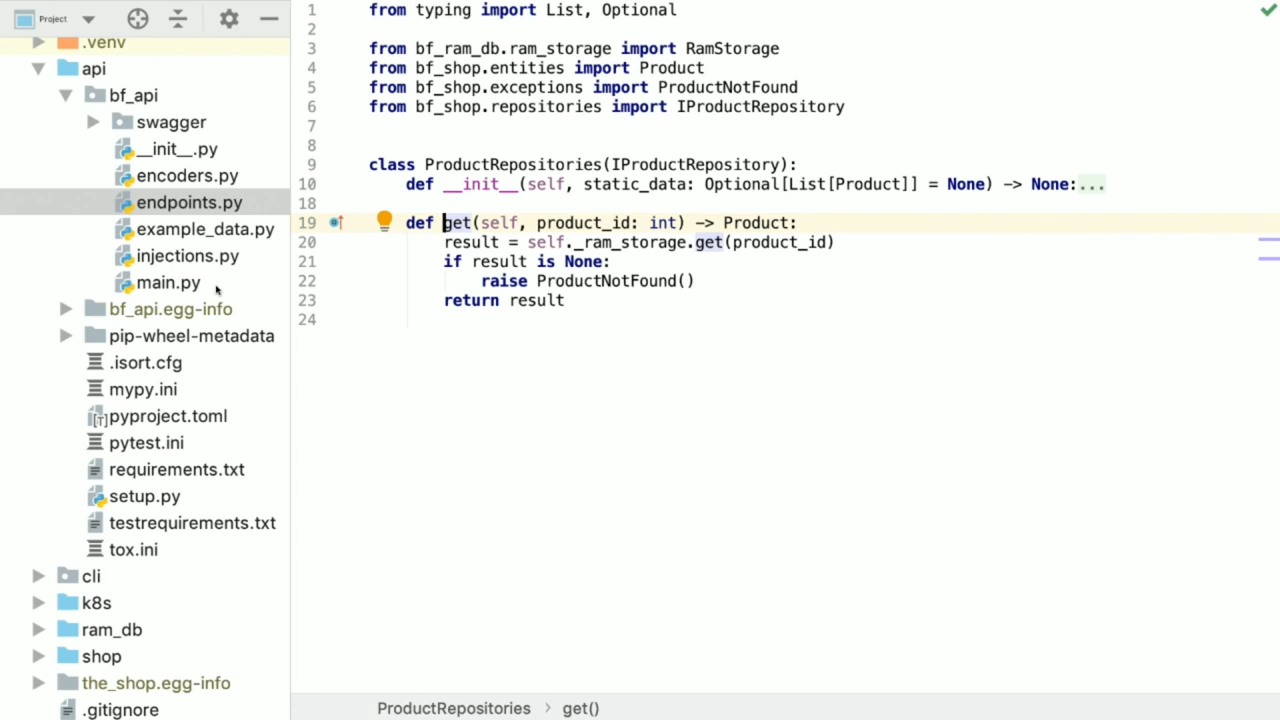 Project
.venv
api
bf_api
swagger
__init__.py
encoders.py
endpoints.py
example_data.py
injections.py
main.py
bf_api.egg-info
pip-wheel-metadata
.isort.cfg
mypy.ini
pyproject.toml
pytest.ini
requirements.txt
setup.py
testrequirements.txt
tox.ini
cli
k8s
ram_db
shop
the_shop.egg-info
.gitignore
1 from typing import List, Optional
2
3 from bf_ram_db.ram_storage import RamStorage
4 from bf_shop.entities import Product
5 from bf_shop.exceptions import ProductNotFound
6 from bf_shop.repositories import IProductRepository
7
8
9 class ProductRepositories(IProductRepository):
10 def __init__(self, static_data: Optional[List[Product]] = None) -> None:...
18
19 def get(self, product_id: int) -> Product:
20 result = self._ram_storage.get(product_id)
21 if result is None:
22 raise ProductNotFound()
23 return result
24
ProductRepositories › get()